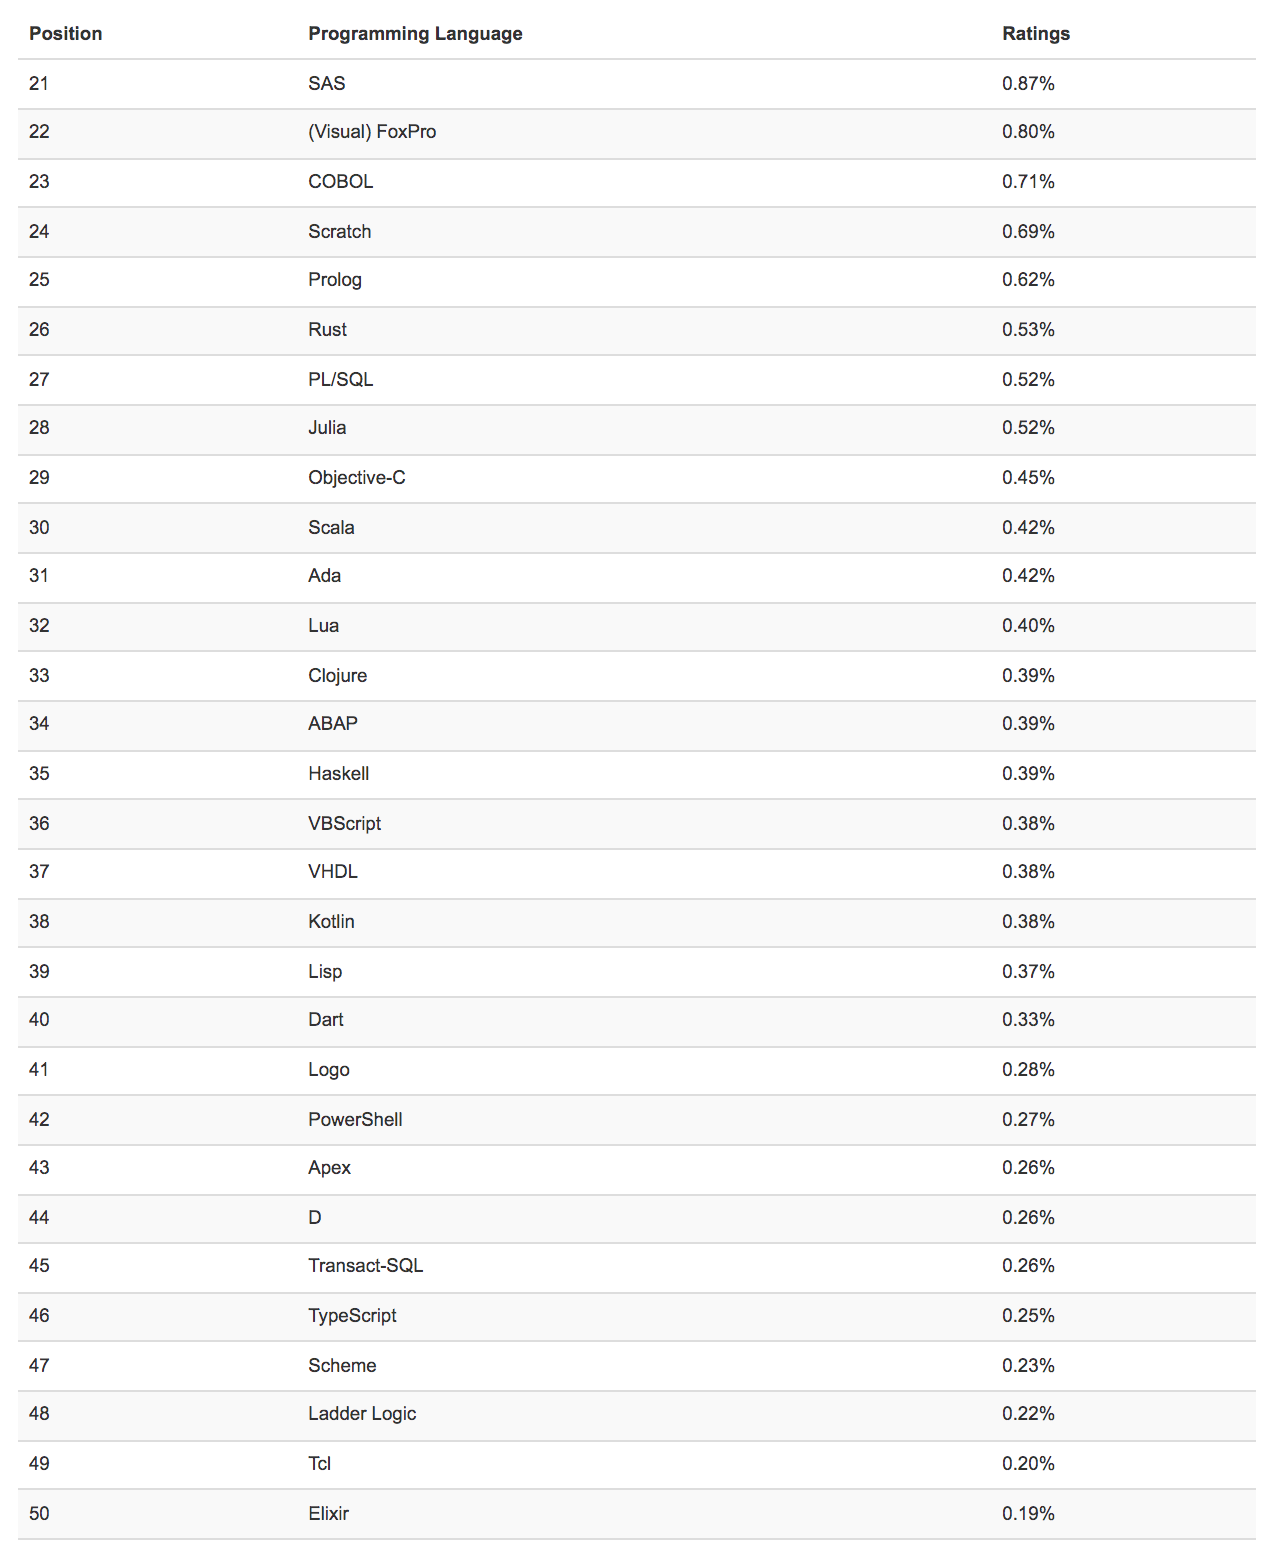 Position Programming Language Ratings
21 SAS 0.87%
22 (Visual) FoxPro 0.80%
23 COBOL 0.71%
24 Scratch 0.69%
25 Prolog 0.62%
26 Rust 0.53%
27 PL/SQL 0.52%
28 Julia 0.52%
29 Objective-C 0.45%
30 Scala 0.42%
31 Ada 0.42%
32 Lua 0.40%
33 Clojure 0.39%
34 ABAP 0.39%
35 Haskell 0.39%
36 VBScript 0.38%
37 VHDL 0.38%
38 Kotlin 0.38%
39 Lisp 0.37%
40 Dart 0.33%
41 Logo 0.28%
42 PowerShell 0.27%
43 Apex 0.26%
44 D 0.26%
45 Transact-SQL 0.26%
46 TypeScript 0.25%
47 Scheme 0.23%
48 Ladder Logic 0.22%
49 Tcl 0.20%
50 Elixir 0.19%